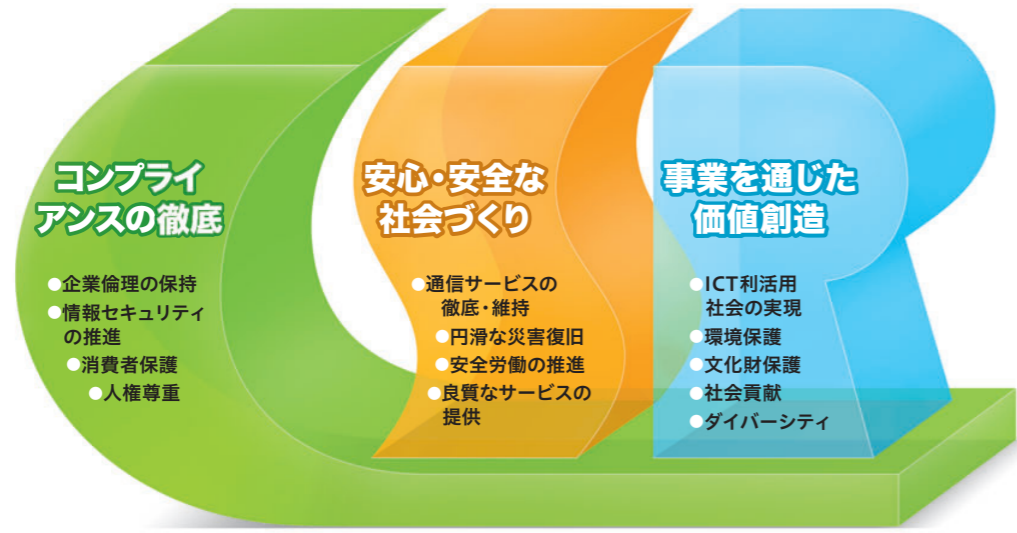 コンプライ
アンスの徹底
●企業倫理の保持
●情報セキュリティ
の推進
●消費者保護
●人権尊重
安心・安全な
社会づくり
●通信サービスの
徹底・維持
●円滑な災害復旧
●安全労働の推進
●良質なサービスの
提供
事業を通じた
価値創造
●ICT利活用
社会の実現
●環境保護
●文化財保護
●社会貢献
●ダイバーシティ
CSR